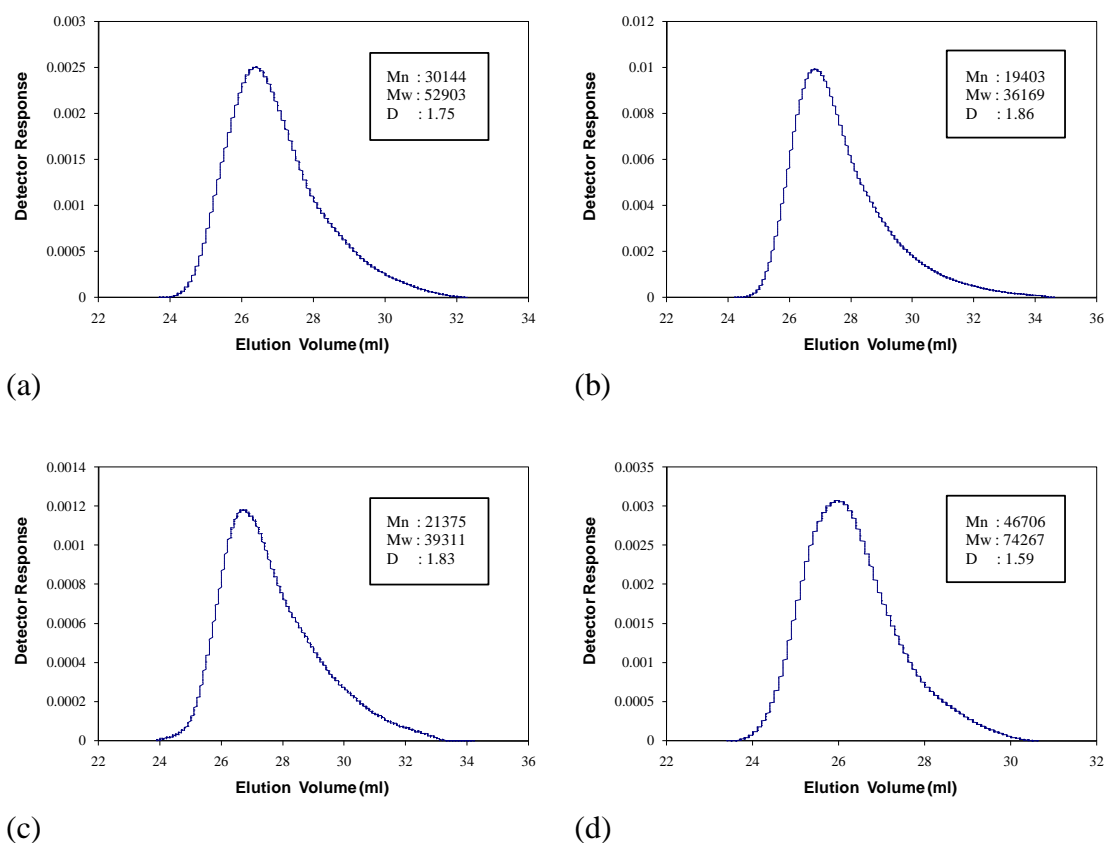 0.003
0.0025
0.002
0.0015
0.001
0.0005
0
Detector Response
22 24 26 28 30 32 34
Elution Volume (ml)
Mn : 30144
Mw : 52903
D : 1.75
(a)
0.012
0.01
0.008
0.006
0.004
0.002
0
Detector Response
22 24 26 28 30 32 34 36
Elution Volume (ml)
Mn : 19403
Mw : 36169
D : 1.86
(b)
0.0014
0.0012
0.001
0.0008
0.0006
0.0004
0.0002
0
Detector Response
22 24 26 28 30 32 34 36
Elution Volume (ml)
Mn : 21375
Mw : 39311
D : 1.83
(c)
0.0035
0.003
0.0025
0.002
0.0015
0.001
0.0005
0
Detector Response
22 24 26 28 30 32
Elution Volume (ml)
Mn : 46706
Mw : 74267
D : 1.59
(d)